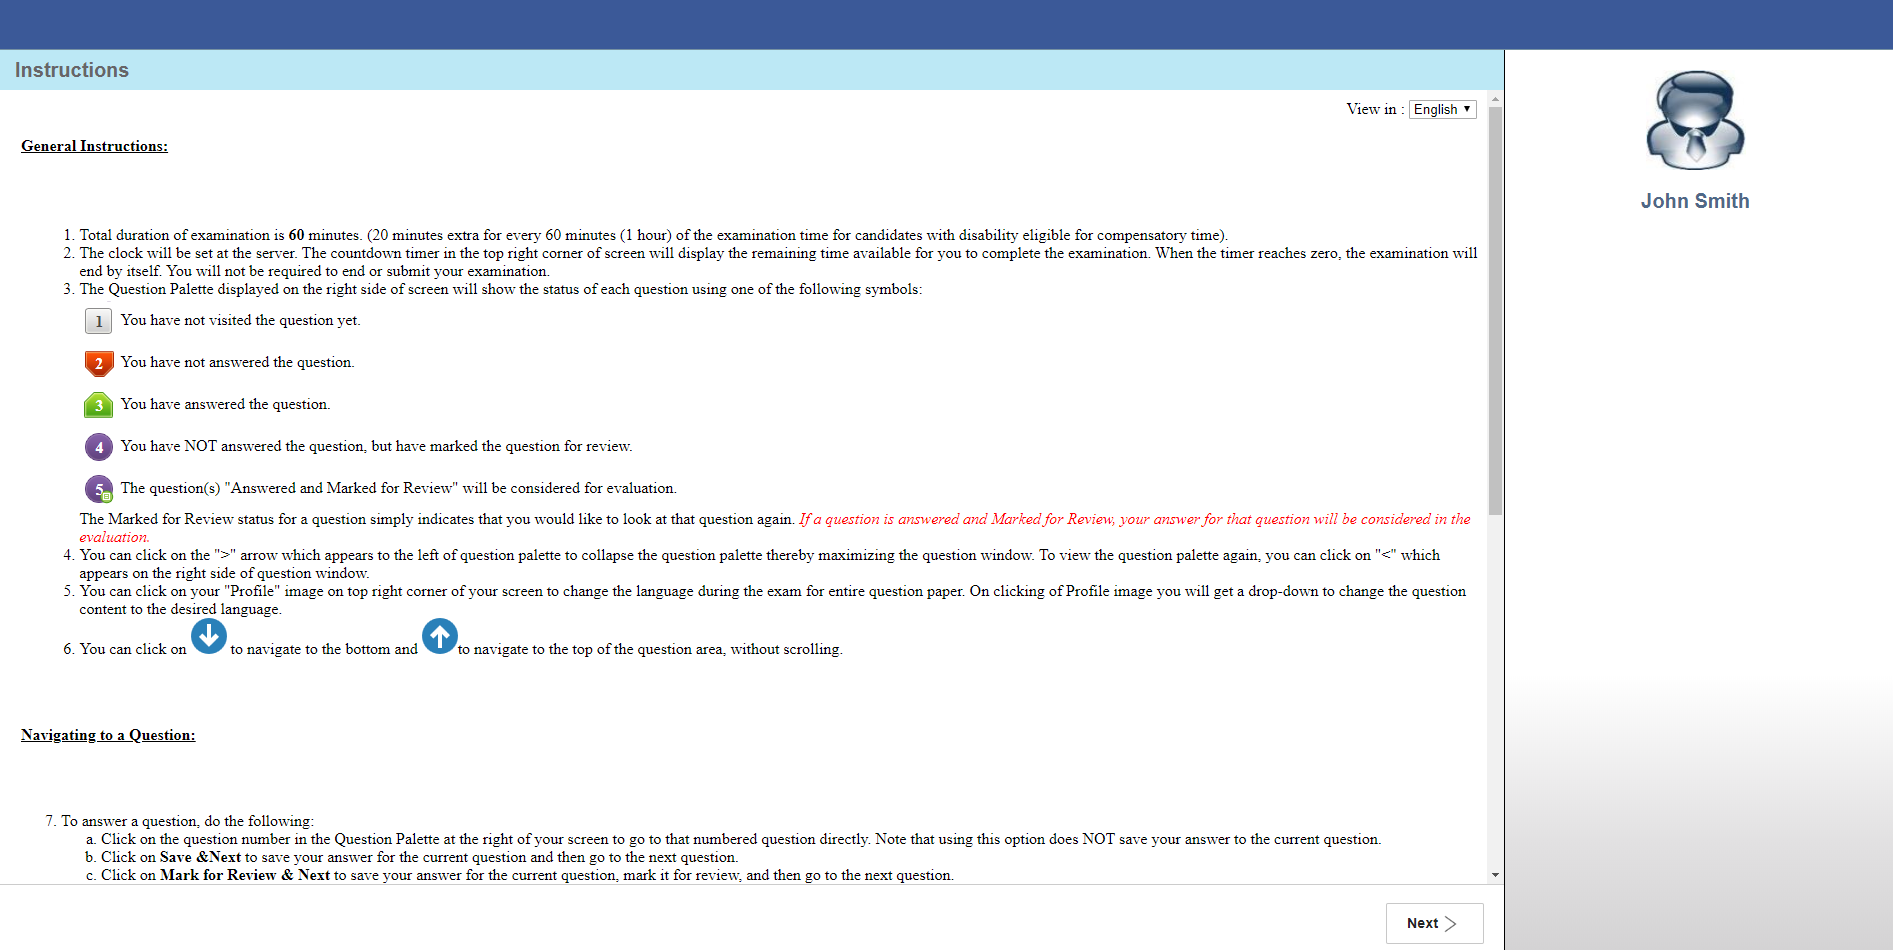 Instructions
View in : English
General Instructions:
John Smith
1. Total duration of examination is 60 minutes. (20 minutes extra for every 60 minutes (1 hour) of the examination time for candidates with disability eligible for compensatory time).
2. The clock will be set at the server. The countdown timer in the top right corner of screen will display the remaining time available for you to complete the examination. When the timer reaches zero, the examination will
end by itself. You will not be required to end or submit your examination.
3. The Question Palette displayed on the right side of screen will show the status of each question using one of the following symbols:
1 You have not visited the question yet.
2 You have not answered the question.
3 You have answered the question.
4 You have NOT answered the question, but have marked the question for review.
5 The question(s) "Answered and Marked for Review" will be considered for evaluation.
The Marked for Review status for a question simply indicates that you would like to look at that question again. If a question is answered and Marked for Review, your answer for that question will be considered in the
evaluation.
4. You can click on the ">" arrow which appears to the left of question palette to collapse the question palette thereby maximizing the question window. To view the question palette again, you can click on "<" which
appears on the right side of question window.
5. You can click on your "Profile" image on top right corner of your screen to change the language during the exam for entire question paper. On clicking of Profile image you will get a drop-down to change the question
content to the desired language.
6. You can click on to navigate to the bottom and to navigate to the top of the question area, without scrolling.
Navigating to a Question:
7. To answer a question, do the following:
a. Click on the question number in the Question Palette at the right of your screen to go to that numbered question directly. Note that using this option does NOT save your answer to the current question.
b. Click on Save &Next to save your answer for the current question and then go to the next question.
c. Click on Mark for Review & Next to save your answer for the current question, mark it for review, and then go to the next question.
Next